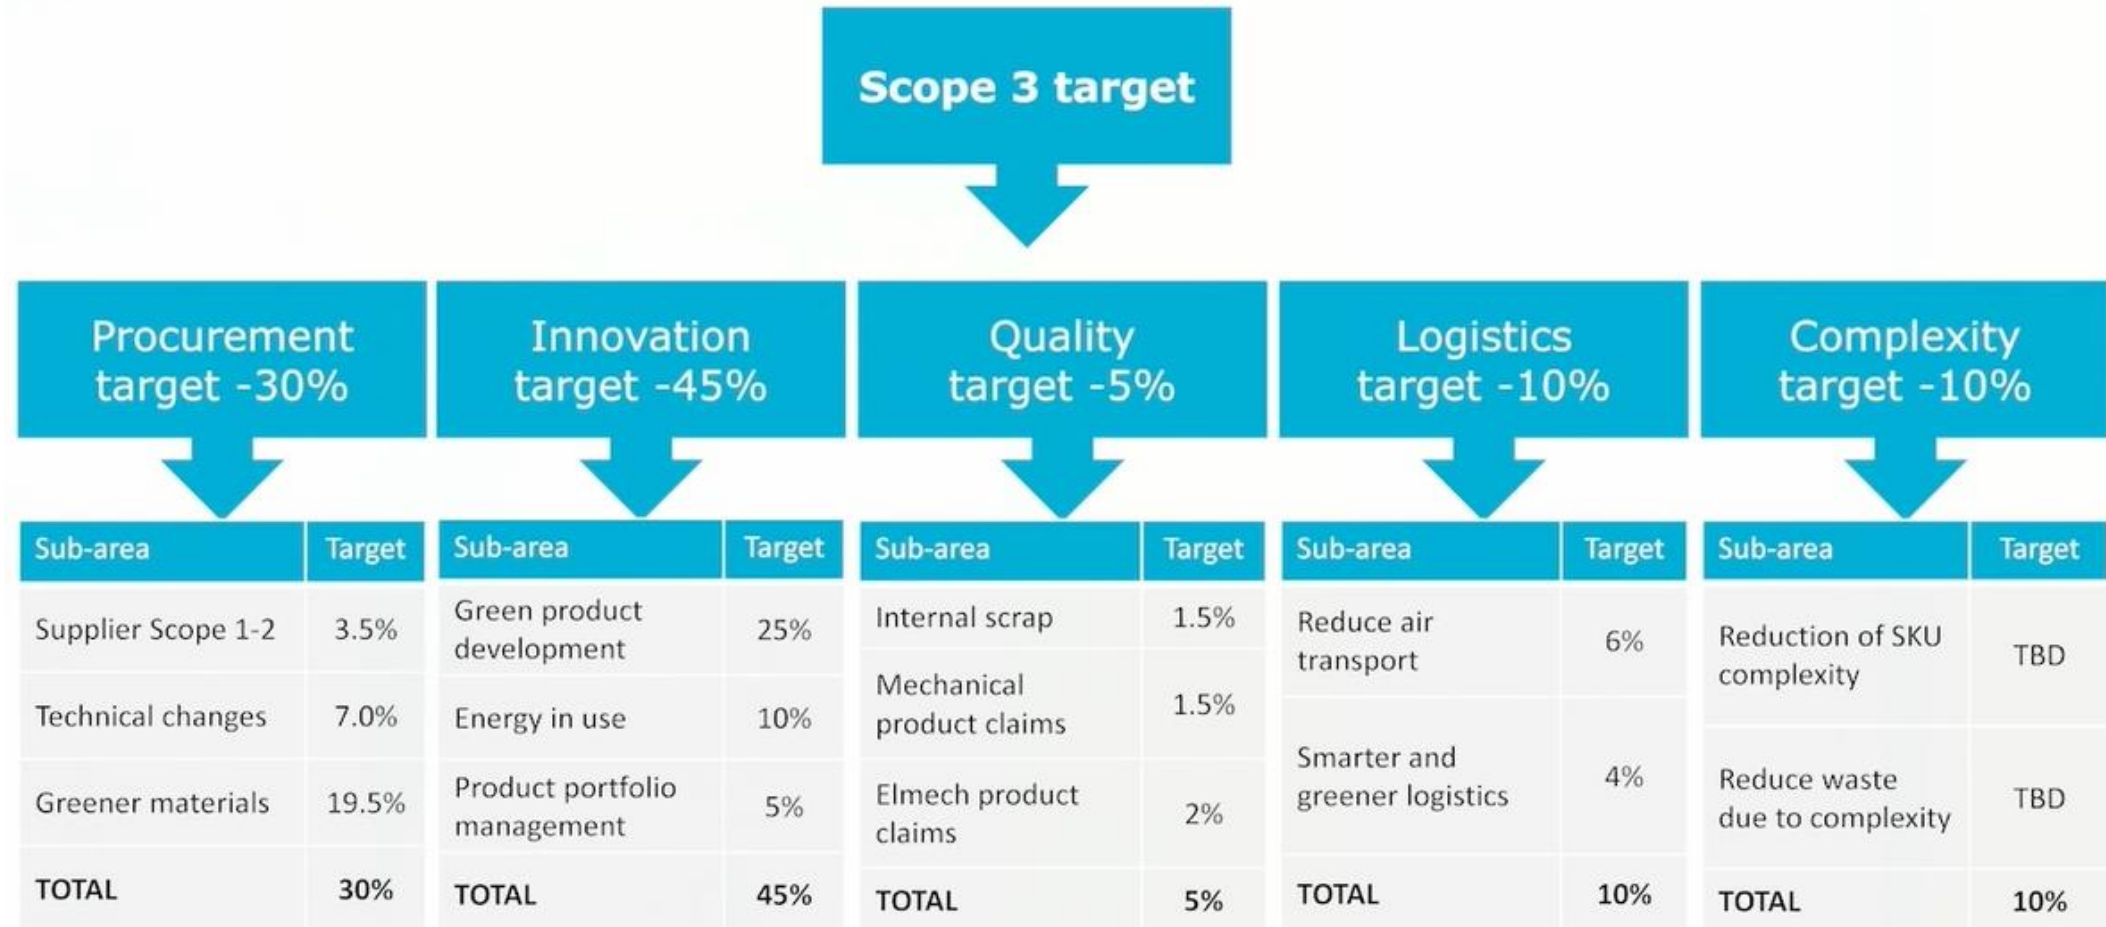 Scope 3 target
Procurement
target -30%
Innovation
target -45%
Quality
target -5%
Logistics
target -10%
Complexity
target -10%
Sub-area Target
Supplier Scope 1-2 3.5%
Technical changes 7.0%
Greener materials 19.5%
TOTAL 30%
Sub-area Target
Green product
development 25%
Energy in use 10%
Product portfolio
management 5%
TOTAL 45%
Sub-area Target
Internal scrap 1.5%
Mechanical
product claims 1.5%
Elmech product
claims 2%
TOTAL 5%
Sub-area Target
Reduce air
transport 6%
Smarter and
greener logistics 4%
TOTAL 10%
Sub-area Target
Reduction of SKU
complexity TBD
Reduce waste
due to complexity TBD
TOTAL 10%